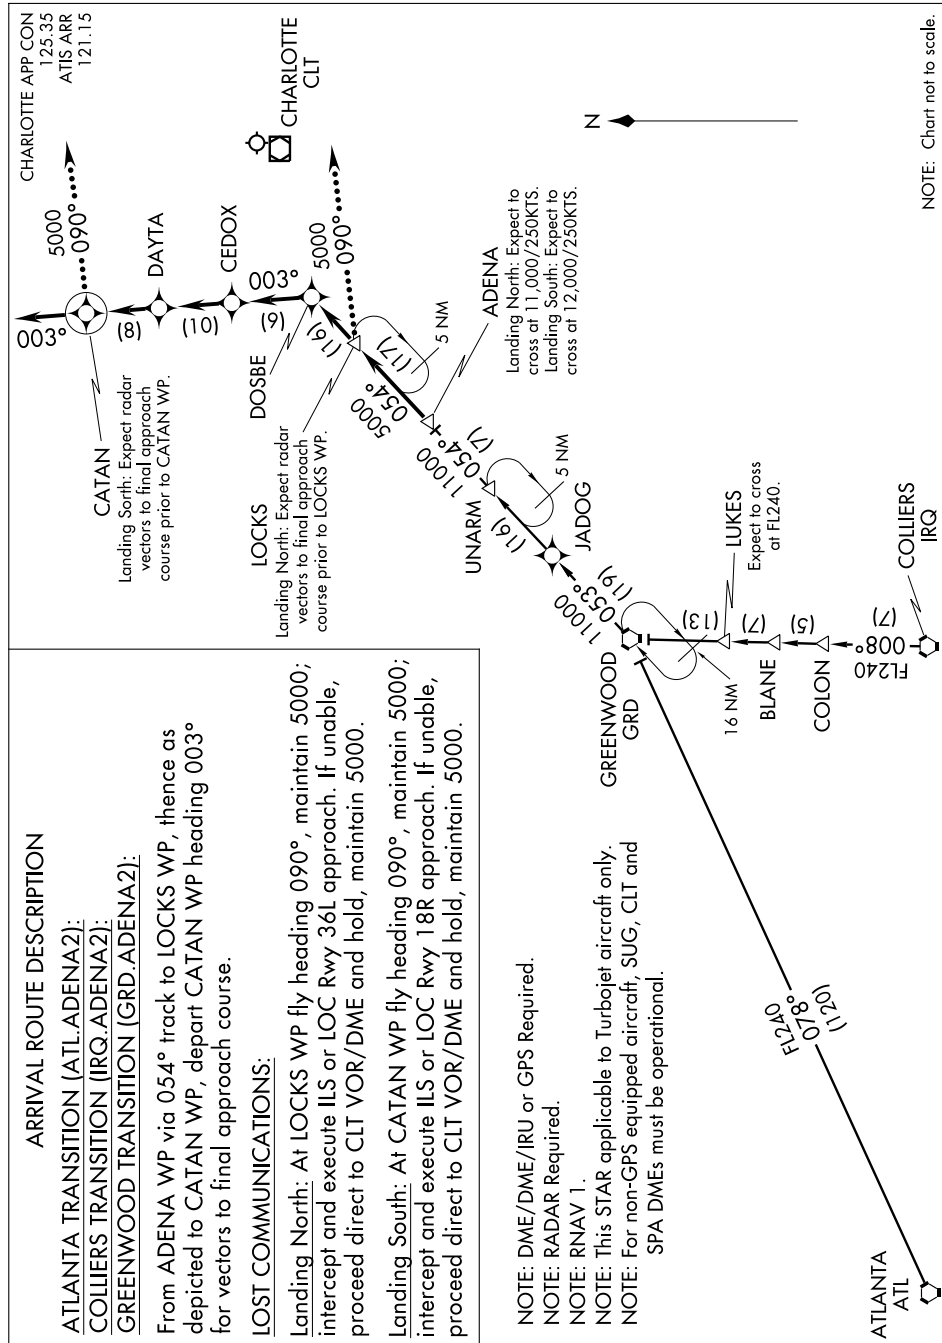 ARRIVAL ROUTE DESCRIPTION
ATLANTA TRANSITION (ATL.ADENA2):
COLLIERS TRANSITION (IRQ.ADENA2):
GREENWOOD TRANSITION (GRD.ADENA2):
From ADENA WP via 054° track to LOCKS WP, thence as
depicted to CATAN WP, depart CATAN WP heading 003°
for vectors to final approach course.
LOST COMMUNICATIONS:
Landing North: At LOCKS WP fly heading 090°, maintain 5000;
intercept and execute ILS or LOC Rwy 36L approach. If unable,
proceed direct to CLT VOR/DME and hold, maintain 5000.
Landing South: At CATAN WP fly heading 090°, maintain 5000;
intercept and execute ILS or LOC Rwy 18R approach. If unable,
proceed direct to CLT VOR/DME and hold, maintain 5000.
NOTE: DME/DME/IRU or GPS Required.
NOTE: RADAR Required.
NOTE: RNAV 1.
NOTE: This STAR applicable to Turbojet aircraft only.
NOTE: For non-GPS equipped aircraft, SUG, CLT and
SPA DMEs must be operational.
CHARLOTTE APP CON
125.35
ATIS ARR
121.15
003°
5000
090°
CATAN
Landing Sorth: Expect radar
vectors to final approach
course prior to CATAN WP.
(8)
DAYTA
(10)
CEDOX
(6)
003°
DOSBE
CHARLOTTE
CLT
(16)
5000
090°
LOCKS
Landing North: Expect radar
vectors to final approach
course prior to LOCKS WP.
(17)
5 NM
5000
054°
ADENA
Landing North: Expect to
cross at 11,000/250KTS.
Landing South: Expect to
cross at 12,000/250KTS.
11000
054°
(7)
UNARM
5 NM
(16)
JADOG
11000
053°
(19)
GREENWOOD
GRD
(13)
16 NM
LUKES
Expect to cross
at FL240.
(7)
BLANE
(5)
COLON
FL240
008°
(7)
COLLIERS
IRQ
FL240
078°
(120)
ATLANTA
ATL
N
NOTE: Chart not to scale.